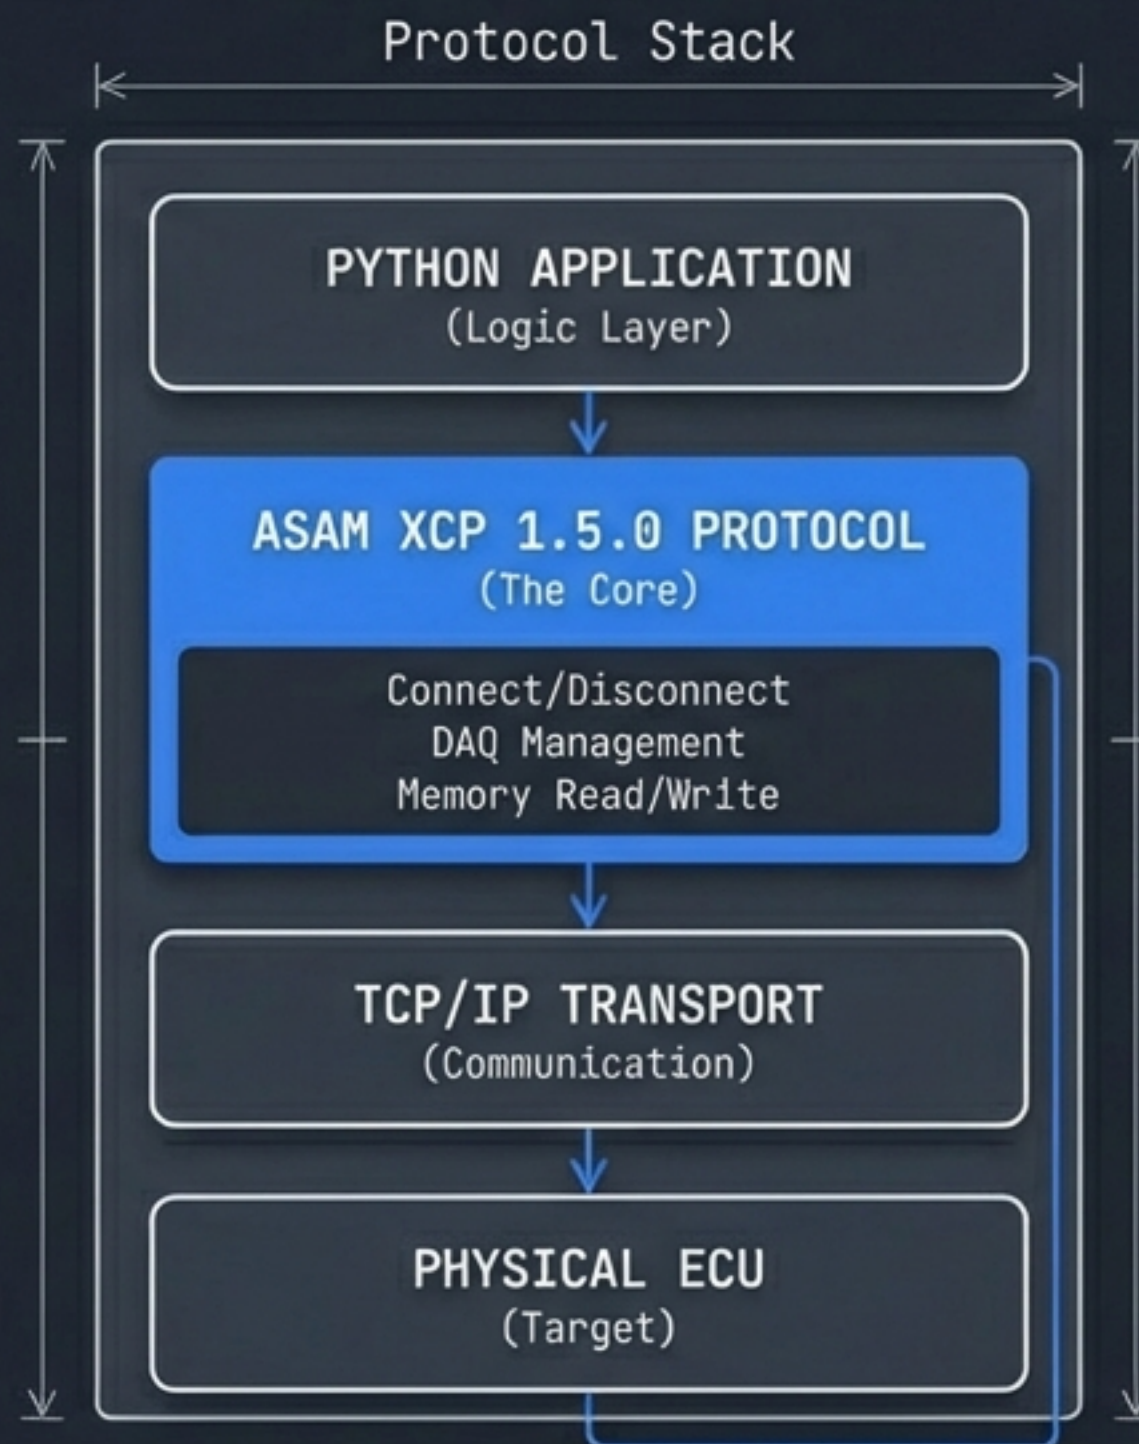 Protocol Stack
PYTHON APPLICATION
(Logic Layer)
ASAM XCP 1.5.0 PROTOCOL
(The Core)
Connect/Disconnect
DAQ Management
Memory Read/Write
TCP/IP TRANSPORT
(Communication)
PHYSICAL ECU
(Target)